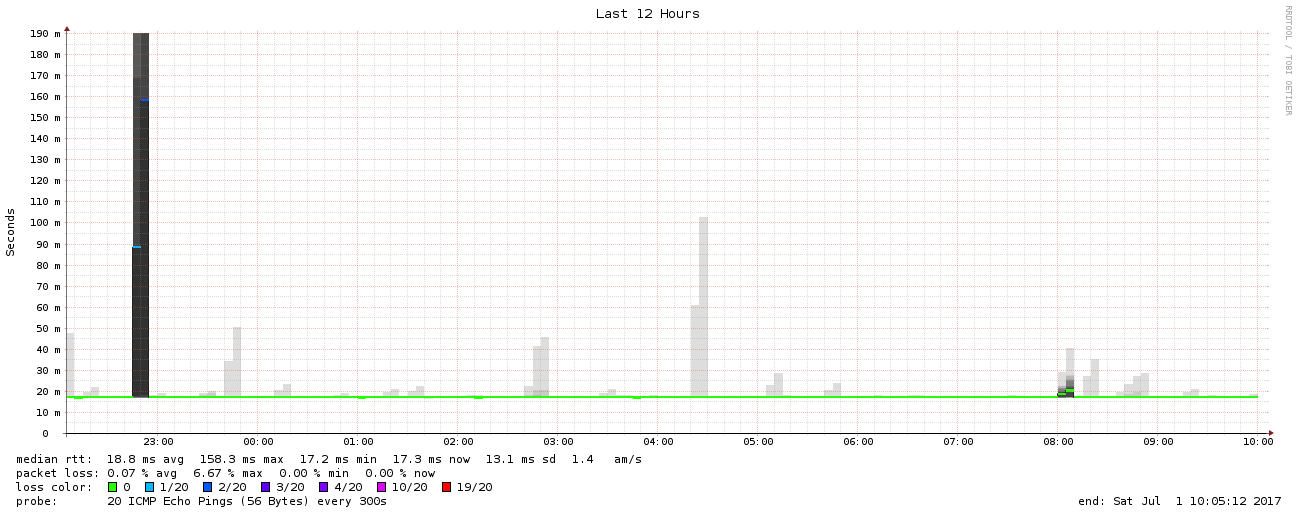 Last 12 Hours
RRDTOOL / TOBI OETIKER
Seconds
190 m
180 m
170 m
160 m
150 m
140 m
130 m
120 m
110 m
100 m
90 m
80 m
70 m
60 m
50 m
40 m
30 m
20 m
10 m
0
23:00 00:00 01:00 02:00 03:00 04:00 05:00 06:00 07:00 08:00 09:00 10:00
median rtt: 18.8 ms avg 158.3 ms max 17.2 ms min 17.3 ms now 13.1 ms sd 1.4 am/s
packet loss: 0.07 % avg 6.67 % max 0.00 % min 0.00 % now
loss color: 0 1/20 2/20 3/20 4/20 10/20 19/20
probe: 20 ICMP Echo Pings (56 Bytes) every 300s end: Sat Jul 1 10:05:12 2017